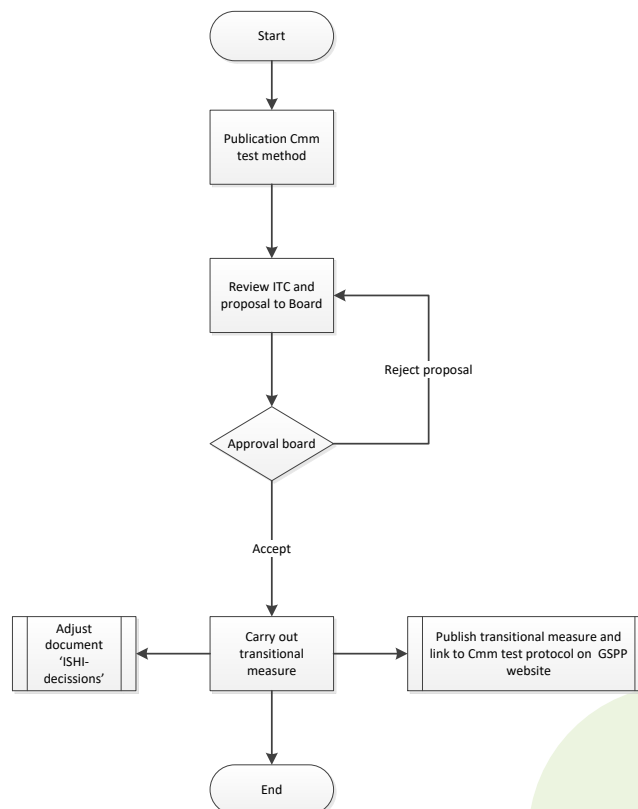 Start
Publication Cmm
test method
Review ITC and
proposal to Board
Reject proposal
Approval board
Accept
Adjust
document
‘ISHI-
decissions’
Carry out
transitional
measure
Publish transitional measure and
link to Cmm test protocol on GSPP
website
End